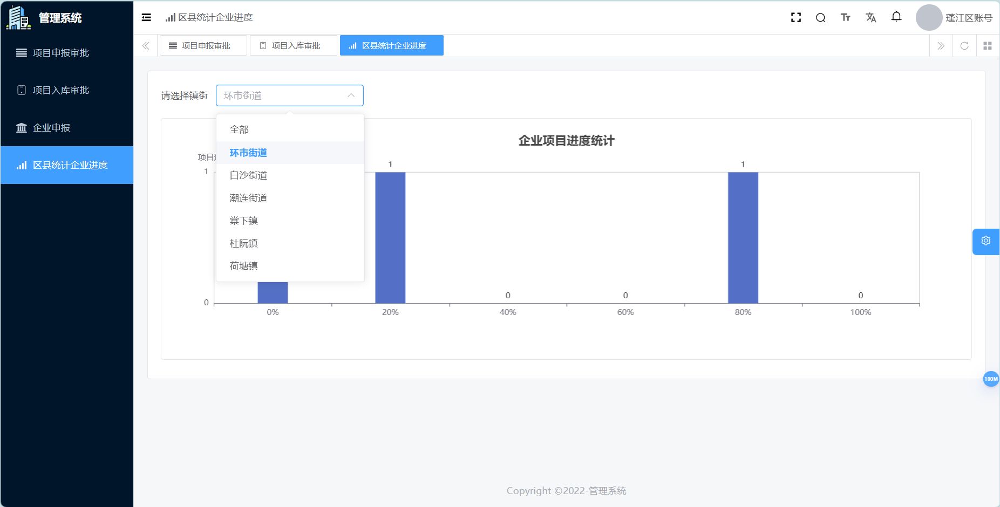 管理系统
区县统计企业进度
蓬江区账号
项目申报审批
项目入库审批
区县统计企业进度
项目申报审批
项目入库审批
企业申报
区县统计企业进度
请选择镇街
环市街道
全部
环市街道
白沙街道
潮连街道
棠下镇
杜阮镇
荷塘镇
企业项目进度统计
项目
1
0
1
0
0
1
0
0%
20%
40%
60%
80%
100%
100M
Copyright ©2022-管理系统